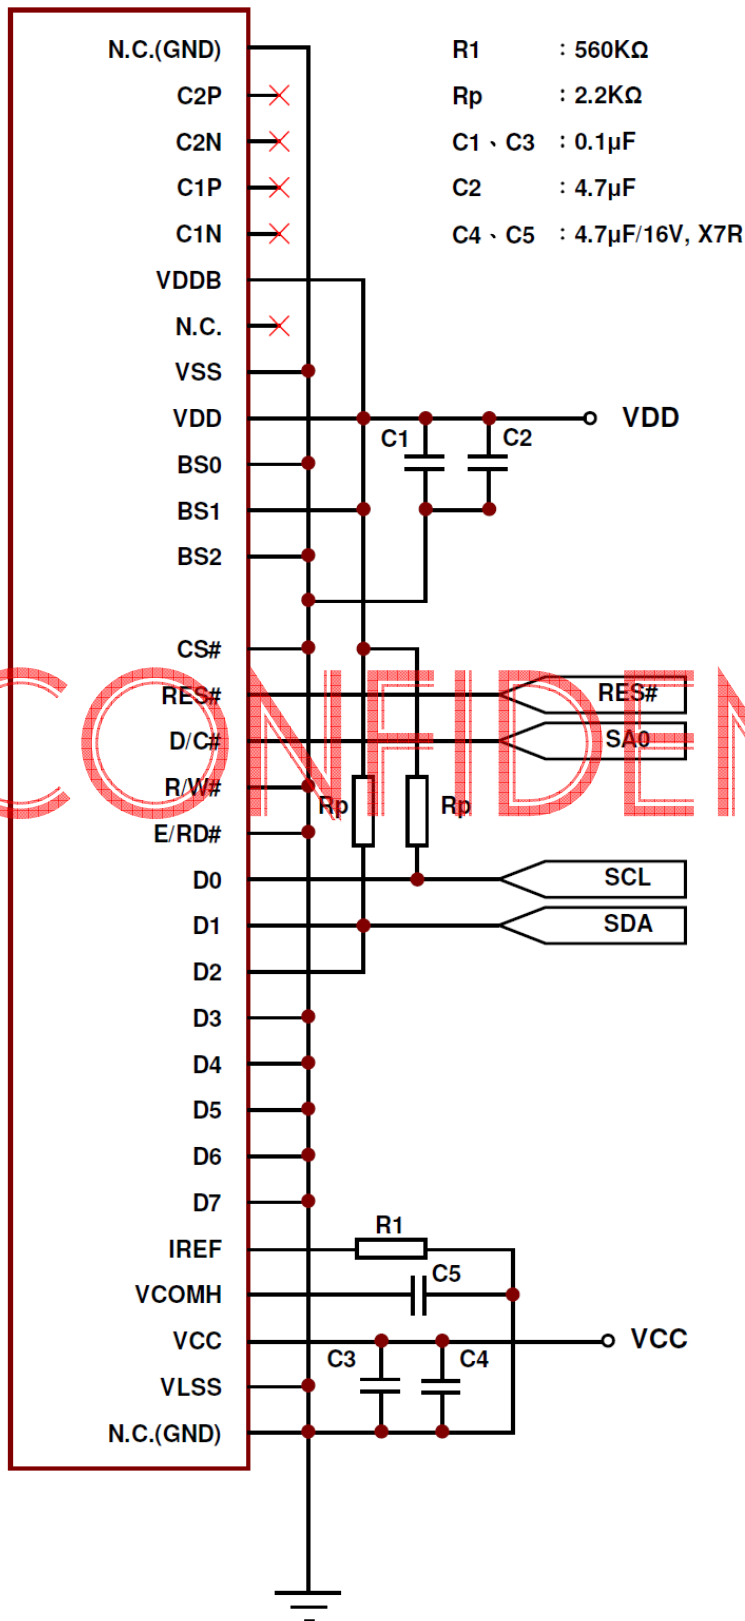 N.C.(GND)
R1 : 560KΩ
C2P
Rp : 2.2KΩ
C2N
C1、C3 : 0.1μF
C1P
C2 : 4.7μF
C1N
C4、C5 : 4.7μF/16V, X7R
VDDB
N.C.
VSS
VDD
VDD
C1
C2
BS0
BS1
BS2
CS#
RES#
RES#
D/C#
SA0
CONFIDEN
R/W#
Rp
Rp
E/RD#
D0
SCL
D1
SDA
D2
D3
D4
D5
D6
D7
R1
IREF
C5
VCOMH
VCC
VCC
C3
C4
VLSS
N.C.(GND)